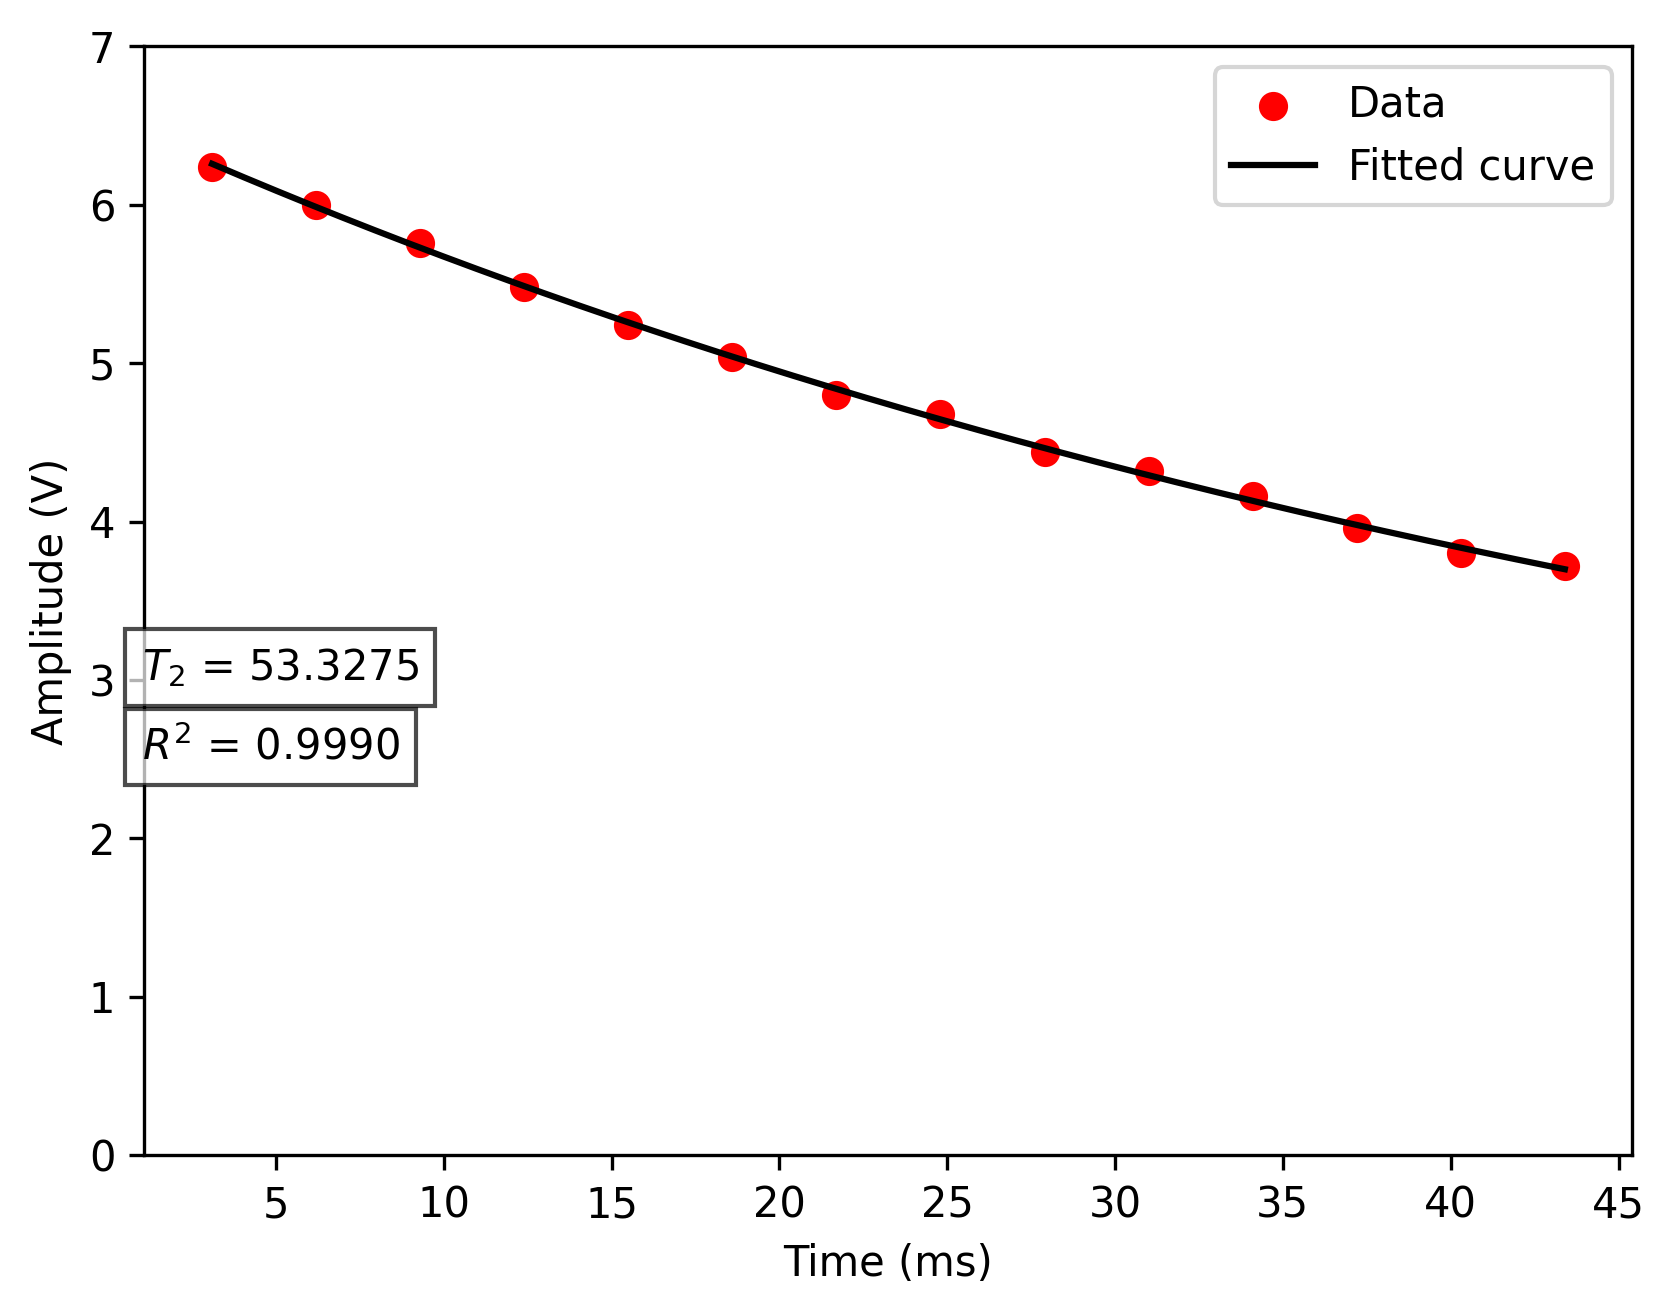 7
6
5
4
3
2
1
0
Amplitude (V)
Data
Fitted curve
T₂ = 53.3275
R² = 0.9990
5 10 15 20 25 30 35 40 45
Time (ms)